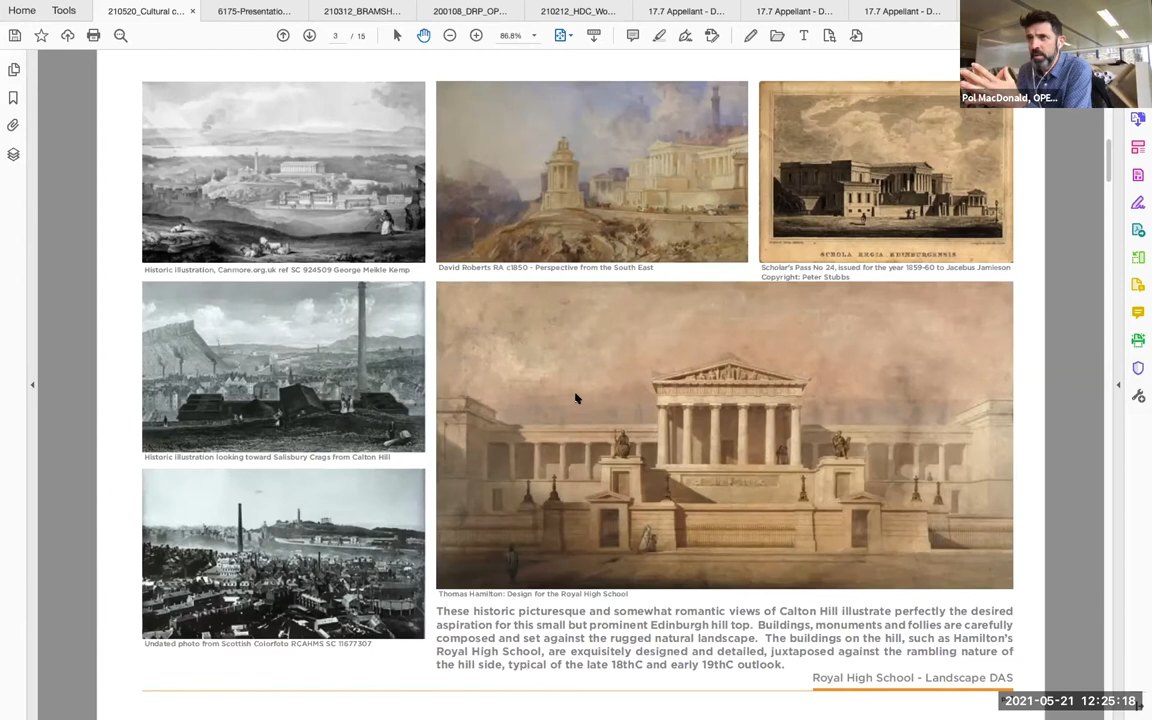 Home
Tools
210520_Cultural c...
×
6175-Presentatio...
210312_BRAMSH...
200108_DRP_OP...
210212_HDC_Wo...
17.7 Appellant - D...
17.7 Appellant - D...
17.7 Appellant - D...
3 / 15
86.8%
Pol MacDonald, OPE...
SCHOLA REGIA EDINBURGENSIS
Historic illustration, Canmore.org.uk ref SC 924509 George Meikle Kemp
David Roberts RA c1850 - Perspective from the South East
Scholar's Pass No 24, issued for the year 1859-60 to Jacebus Jamieson
Copyright: Peter Stubbs
Historic illustration looking toward Salisbury Crags from Calton Hill
Undated photo from Scottish Colorfoto RCAHMS SC 11677307
Thomas Hamilton: Design for the Royal High School
These historic picturesque and somewhat romantic views of Calton Hill illustrate perfectly the desired
aspiration for this small but prominent Edinburgh hill top. Buildings, monuments and follies are carefully
composed and set against the rugged natural landscape. The buildings on the hill, such as Hamilton's
Royal High School, are exquisitely designed and detailed, juxtaposed against the rambling nature of
the hill side, typical of the late 18thC and early 19thC outlook.
Royal High School - Landscape DAS
2021-05-21 12:25:18